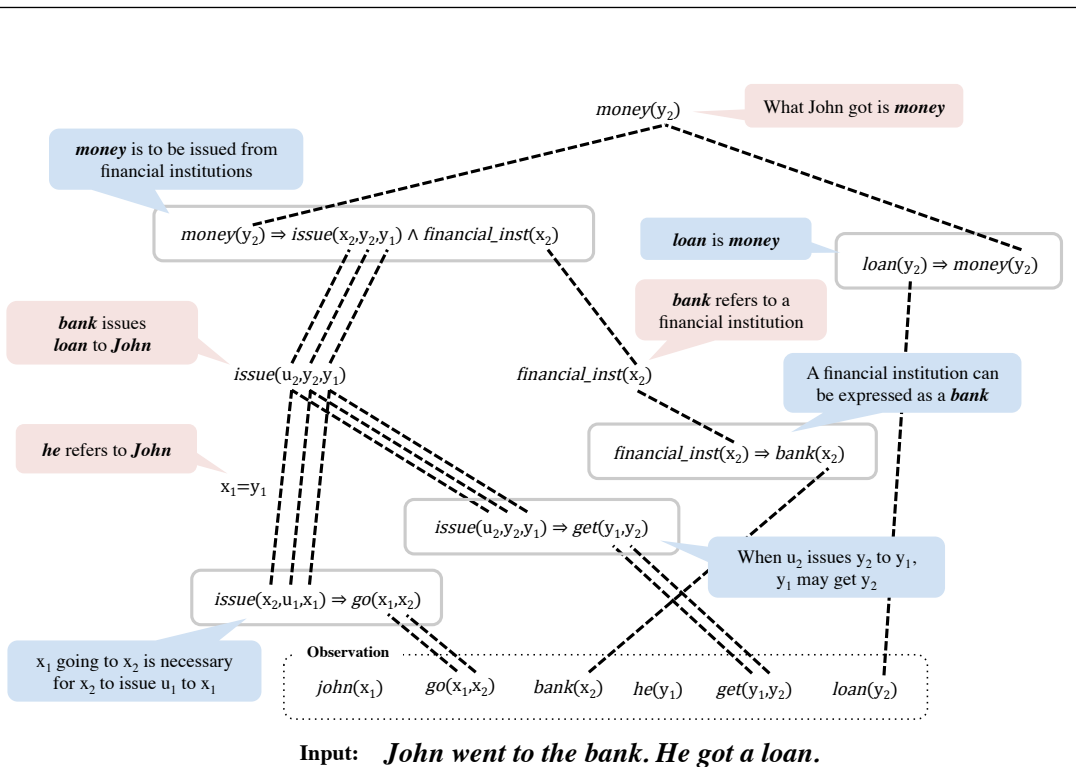 money(y₂)
What John got is money
money is to be issued from
financial institutions
money(y₂) ⇒ issue(x₂,y₂,y₁) ∧ financial_inst(x₂)
loan is money
loan(y₂) ⇒ money(y₂)
bank refers to a
financial institution
bank issues
loan to John
issue(u₂,y₂,y₁)
financial_inst(x₂)
A financial institution can
be expressed as a bank
he refers to John
financial_inst(x₂) ⇒ bank(x₂)
x₁=y₁
issue(u₂,y₂,y₁) ⇒ get(y₁,y₂)
When u₂ issues y₂ to y₁,
y₁ may get y₂
issue(x₂,u₁,x₁) ⇒ go(x₁,x₂)
x₁ going to x₂ is necessary
for x₂ to issue u₁ to x₁
Observation
john(x₁) go(x₁,x₂) bank(x₂) he(y₁) get(y₁,y₂) loan(y₂)
Input: John went to the bank. He got a loan.